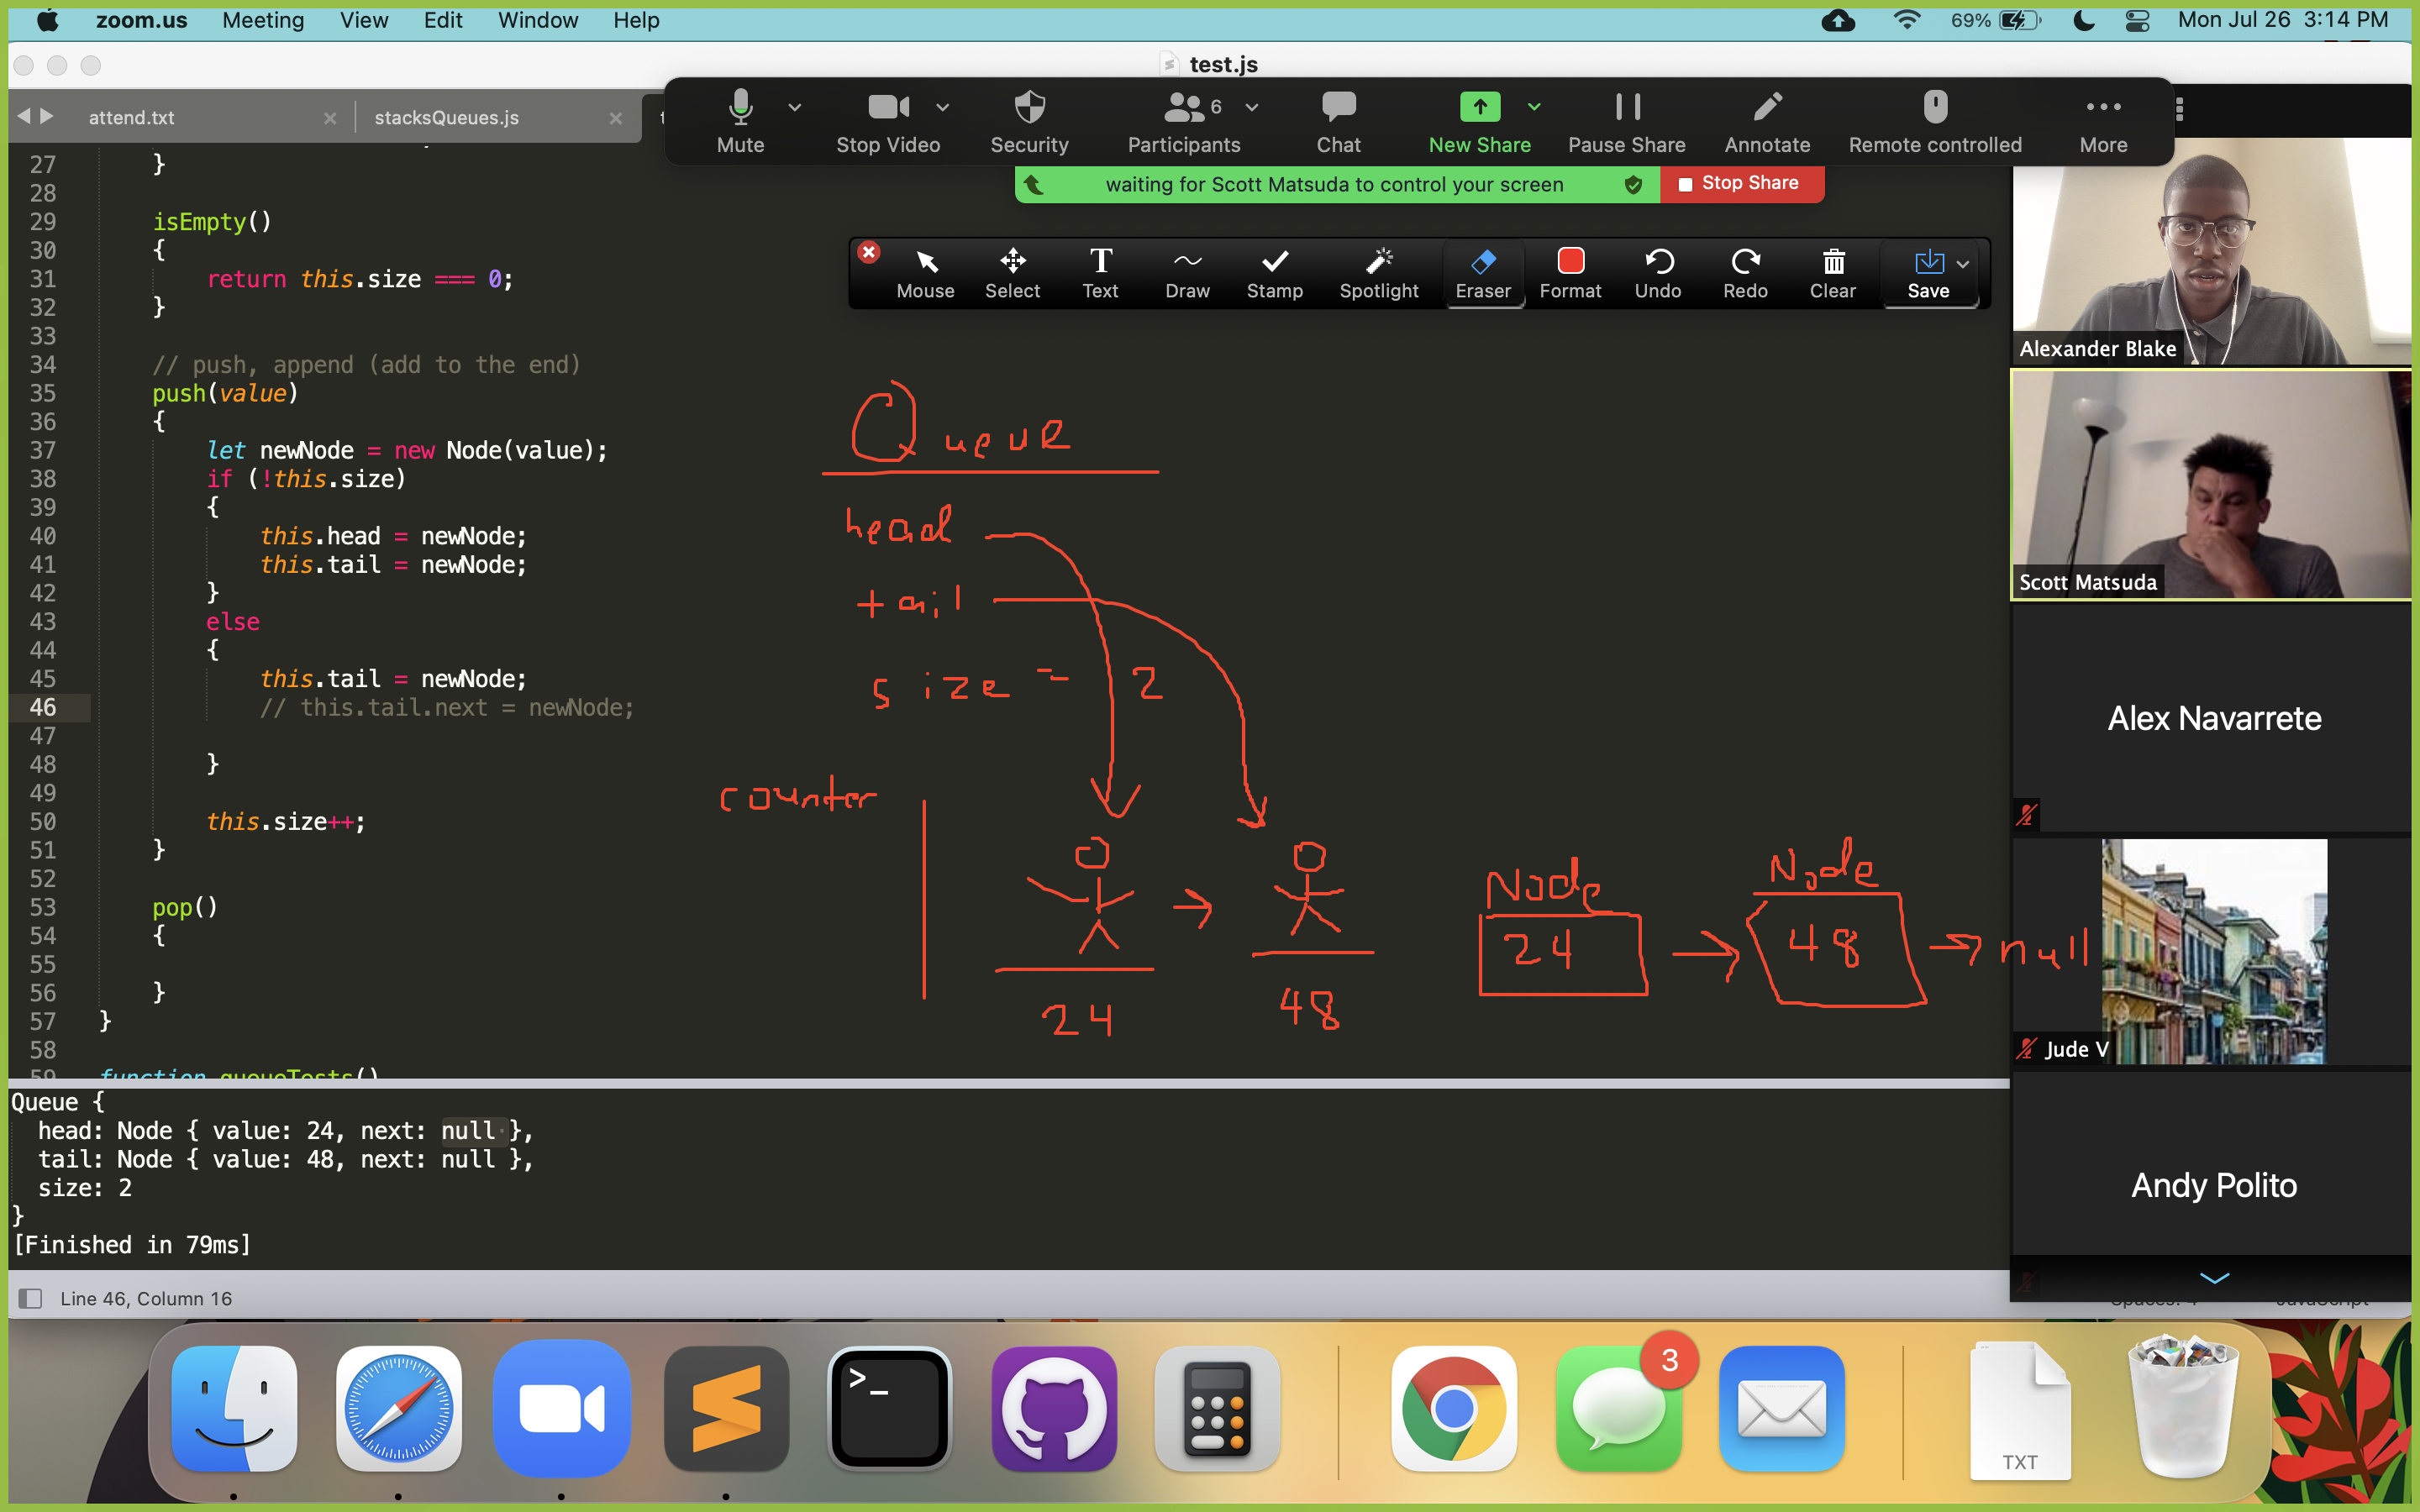 zoom.us Meeting View Edit Window Help
69% Mon Jul 26 3:14 PM
test.js
attend.txt
stacksQueues.js
Mute
Stop Video
Security
6
Participants
Chat
New Share
Pause Share
Annotate
Remote controlled
More
waiting for Scott Matsuda to control your screen
Stop Share
Mouse
Select
T
Text
Draw
Stamp
Spotlight
Eraser
Format
Undo
Redo
Clear
Save
27 }
28
29 isEmpty()
30 {
31 return this.size === 0;
32 }
33
34 // push, append (add to the end)
35 push(value)
36 {
37 let newNode = new Node(value);
38 if (!this.size)
39 {
40 this.head = newNode;
41 this.tail = newNode;
42 }
43 else
44 {
45 this.tail = newNode;
46 // this.tail.next = newNode;
47
48 }
49
50 this.size++;
51 }
52
53 pop()
54 {
55
56 }
57 }
58
59 function queueTests()
Queue
head
tail
size = 2
counter
24
48
Node
24
Node
48
null
Alexander Blake
Scott Matsuda
Alex Navarrete
Jude V
Andy Polito
Queue {
head: Node { value: 24, next: null },
tail: Node { value: 48, next: null },
size: 2
}
[Finished in 79ms]
Line 46, Column 16
Spaces: 4
JavaScript
>_
3
TXT